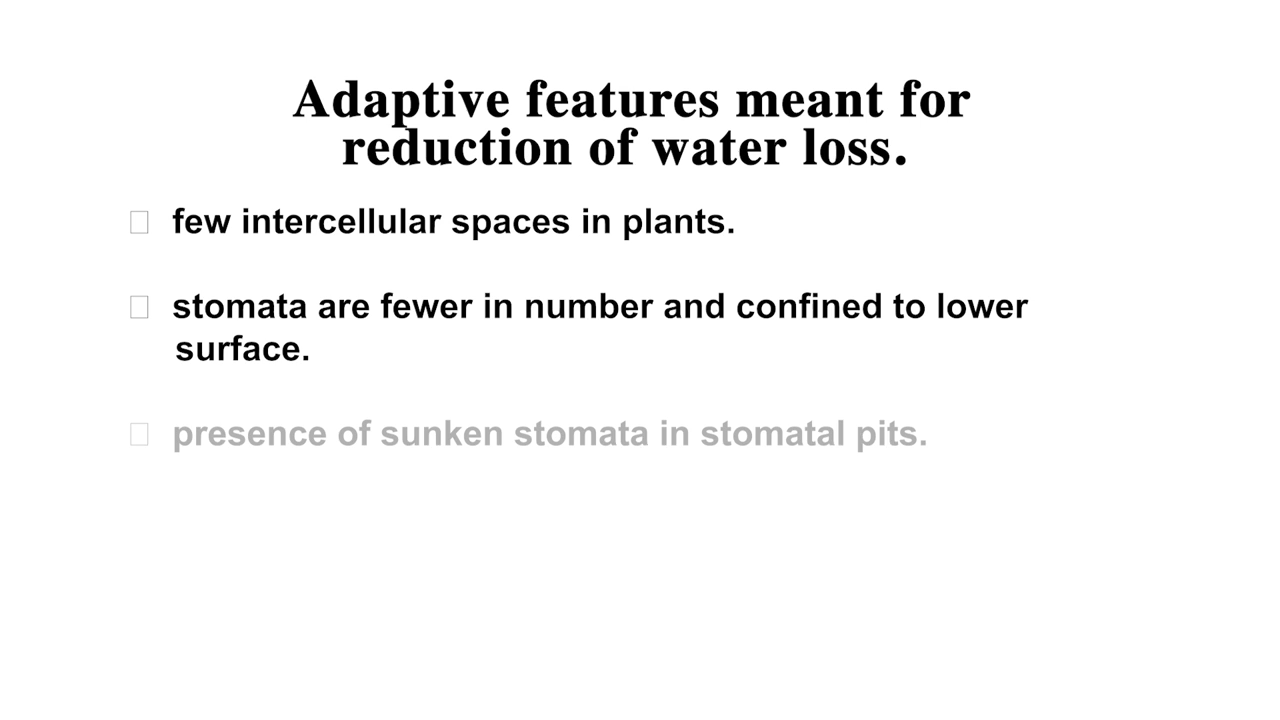 Adaptive features meant for
reduction of water loss.
few intercellular spaces in plants.
stomata are fewer in number and confined to lower
surface.
presence of sunken stomata in stomatal pits.